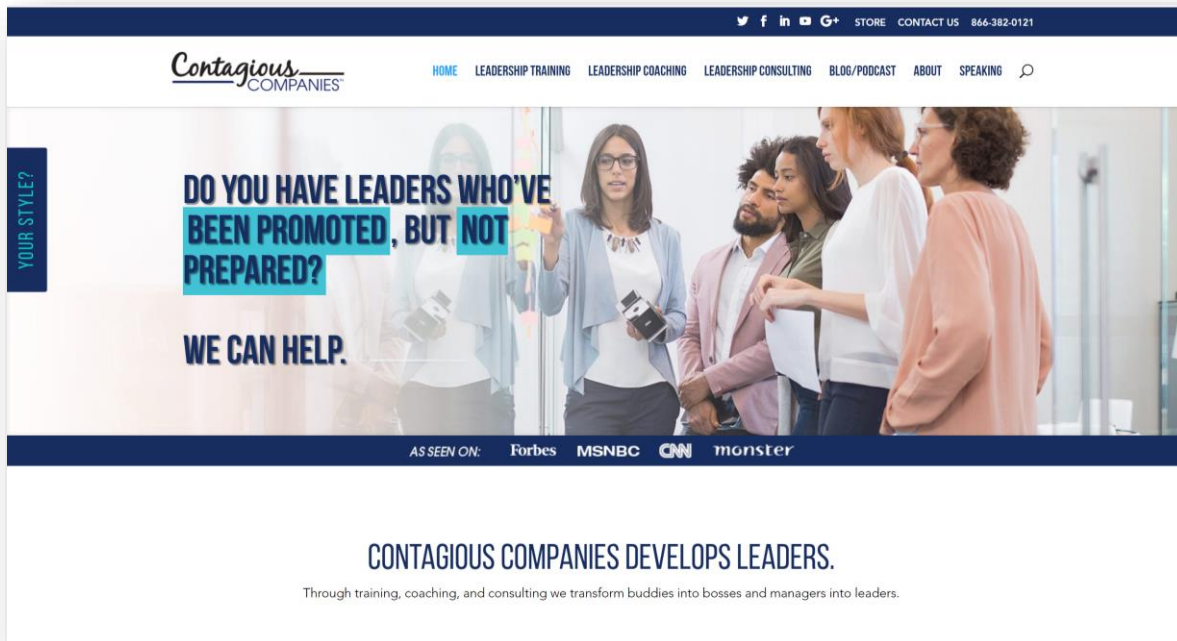 STORE CONTACT US 866-382-0121
Contagious
COMPANIES™
HOME LEADERSHIP TRAINING LEADERSHIP COACHING LEADERSHIP CONSULTING BLOG/PODCAST ABOUT SPEAKING
YOUR STYLE?
DO YOU HAVE LEADERS WHO'VE
BEEN PROMOTED, BUT NOT
PREPARED?
WE CAN HELP.
AS SEEN ON: Forbes MSNBC CNN monster
CONTAGIOUS COMPANIES DEVELOPS LEADERS.
Through training, coaching, and consulting we transform buddies into bosses and managers into leaders.